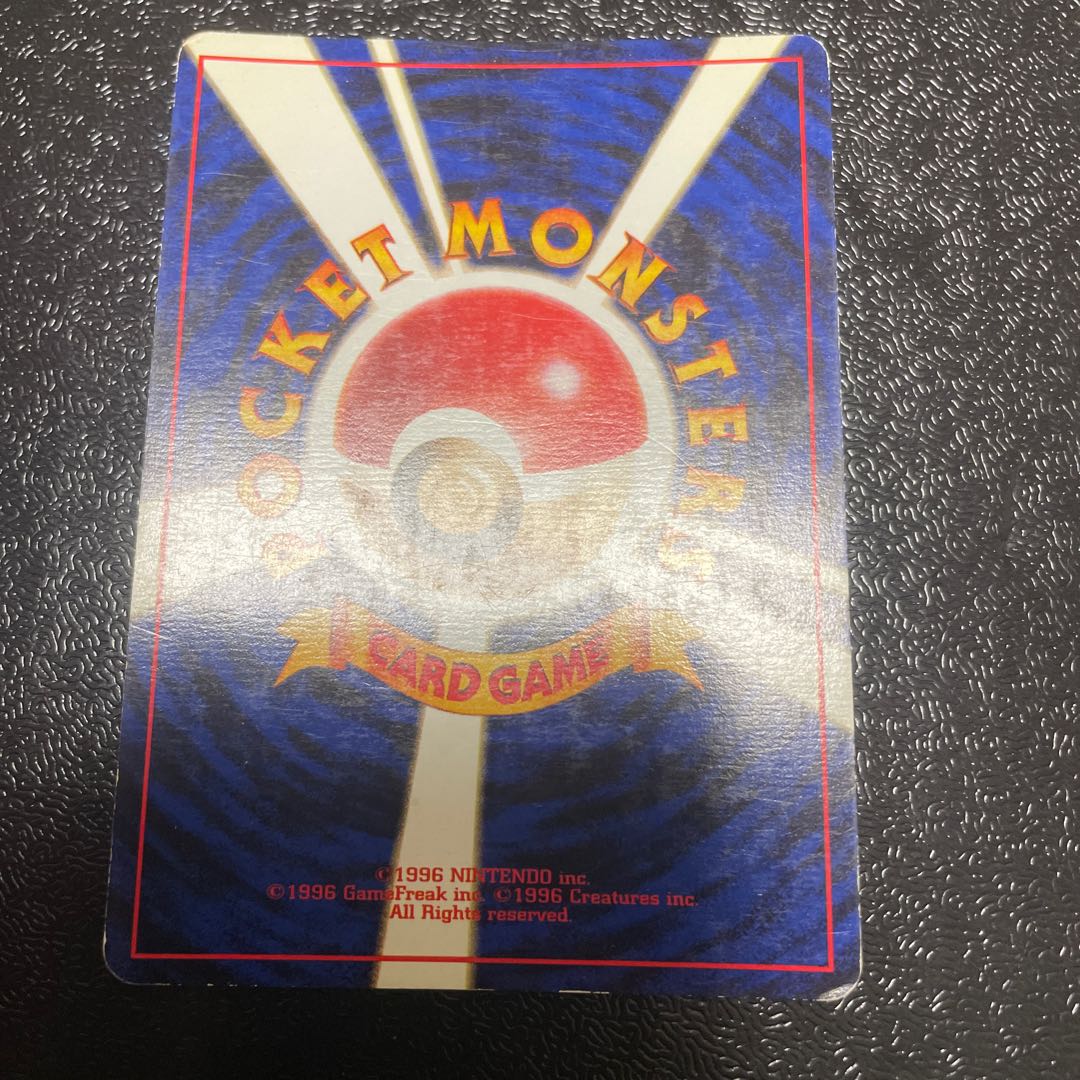 POCKET MONSTERS
CARD GAME
©1996 NINTENDO inc.
©1996 GameFreak inc. ©1996 Creatures inc.
All Rights reserved.